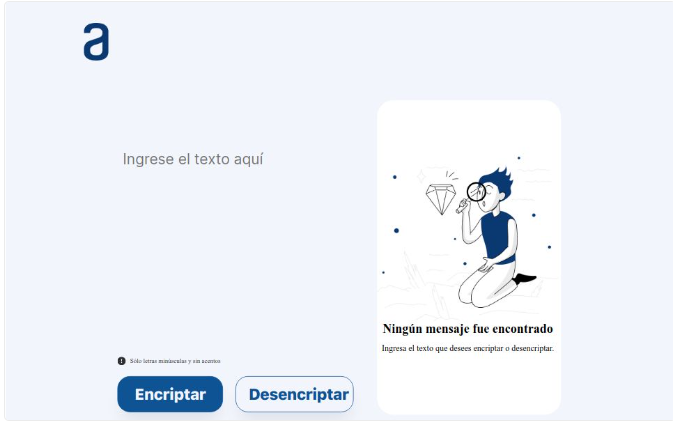 a
Ingrese el texto aquí
Ningún mensaje fue encontrado
Ingresa el texto que desees encriptar o desencriptar.
Sólo letras minúsculas y sin acentos
Encriptar
Desencriptar